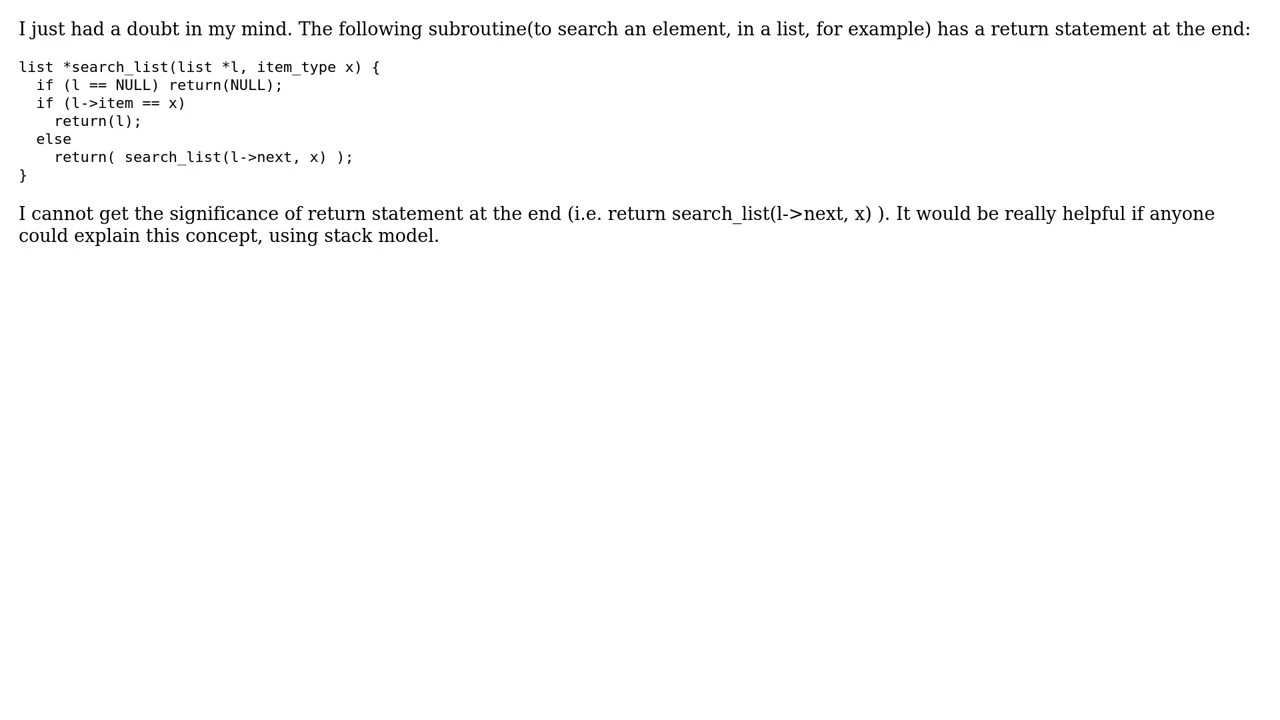 I just had a doubt in my mind. The following subroutine(to search an element, in a list, for example) has a return statement at the end:
list *search_list(list *l, item_type x) {
  if (l == NULL) return(NULL);
  if (l->item == x)
    return(l);
  else
    return( search_list(l->next, x) );
}
I cannot get the significance of return statement at the end (i.e. return search_list(l->next, x) ). It would be really helpful if anyone
could explain this concept, using stack model.